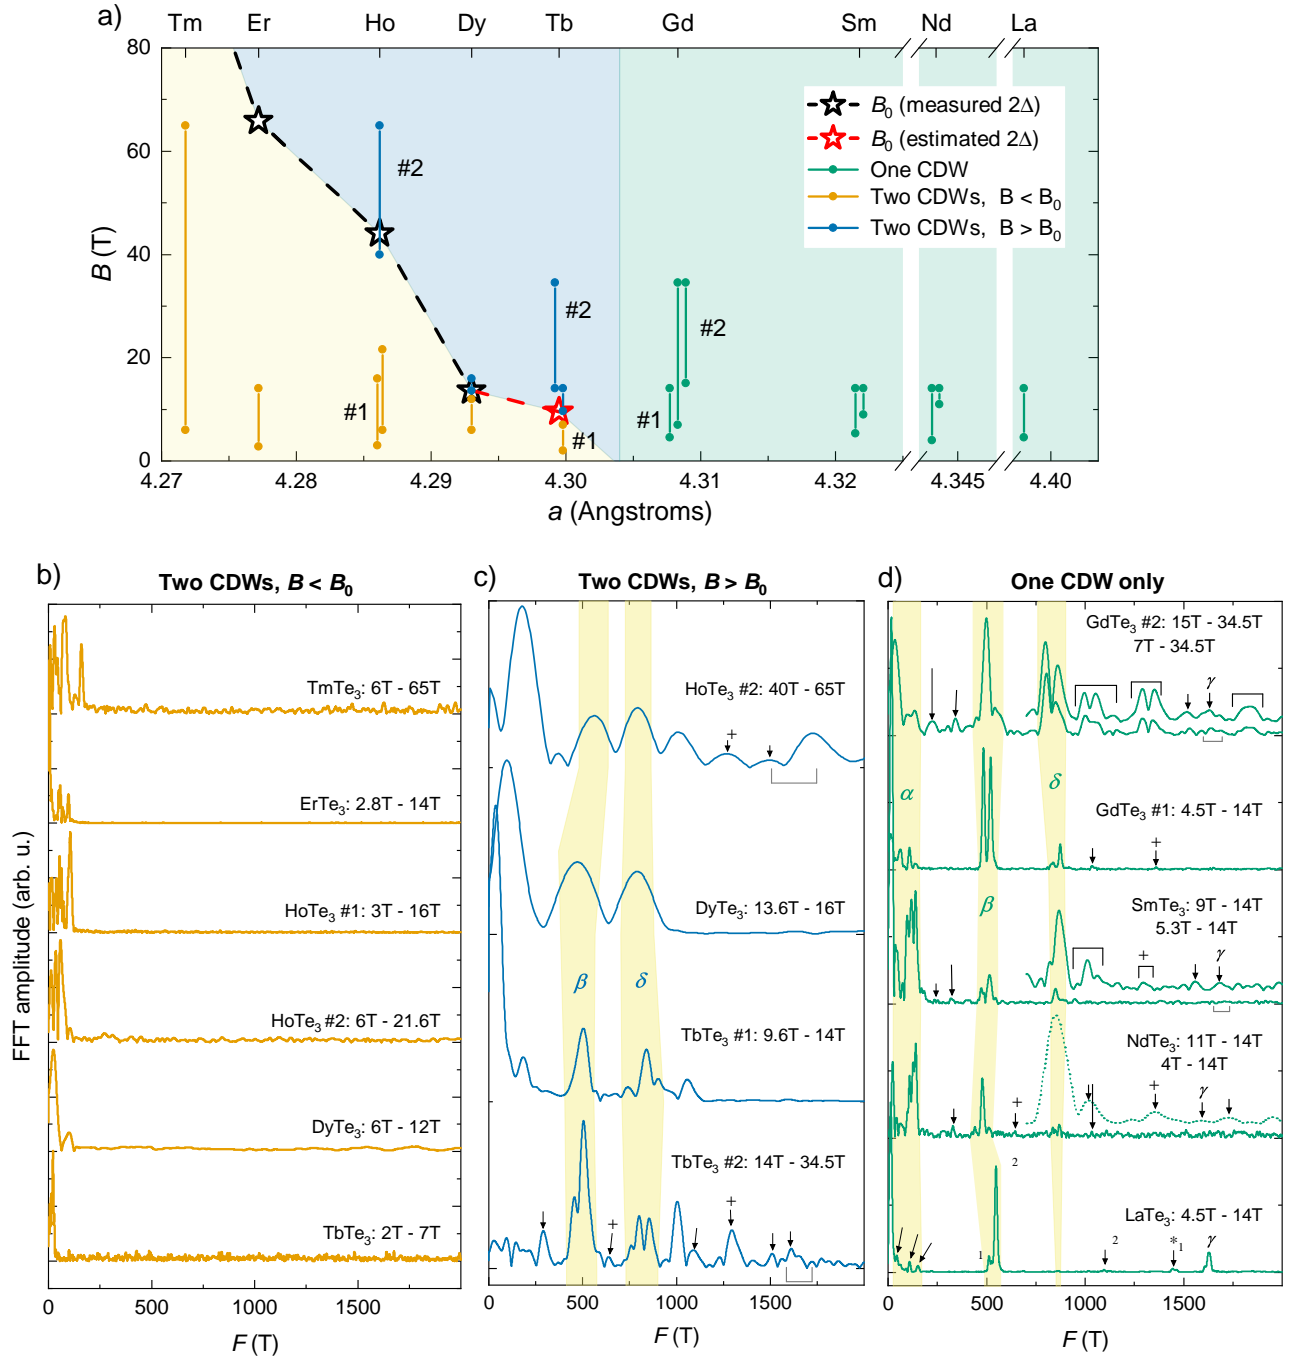 a)
Tm Er Ho Dy Tb Gd Sm Nd La
80
60
40
20
0
B (T)
B₀ (measured 2Δ)
B₀ (estimated 2Δ)
One CDW
Two CDWs, B < B₀
Two CDWs, B > B₀
#2
#1
#2
#1
#2
#1
4.27 4.28 4.29 4.30 4.31 4.32 4.345 4.40
a (Angstroms)
b)
Two CDWs, B < B₀
TmTe₃: 6T - 65T
ErTe₃: 2.8T - 14T
HoTe₃ #1: 3T - 16T
HoTe₃ #2: 6T - 21.6T
DyTe₃: 6T - 12T
TbTe₃: 2T - 7T
FFT amplitude (arb. u.)
0 500 1000 1500
F (T)
c)
Two CDWs, B > B₀
HoTe₃ #2: 40T - 65T
+
DyTe₃: 13.6T - 16T
β δ
TbTe₃ #1: 9.6T - 14T
TbTe₃ #2: 14T - 34.5T
+ +
0 500 1000 1500
F (T)
d)
One CDW only
GdTe₃ #2: 15T - 34.5T
7T - 34.5T
γ
α δ
GdTe₃ #1: 4.5T - 14T
+
β
SmTe₃: 9T - 14T
5.3T - 14T
+ γ
NdTe₃: 11T - 14T
4T - 14T
+ + γ
2
LaTe₃: 4.5T - 14T
1 2 *1 γ
0 500 1000 1500
F (T)